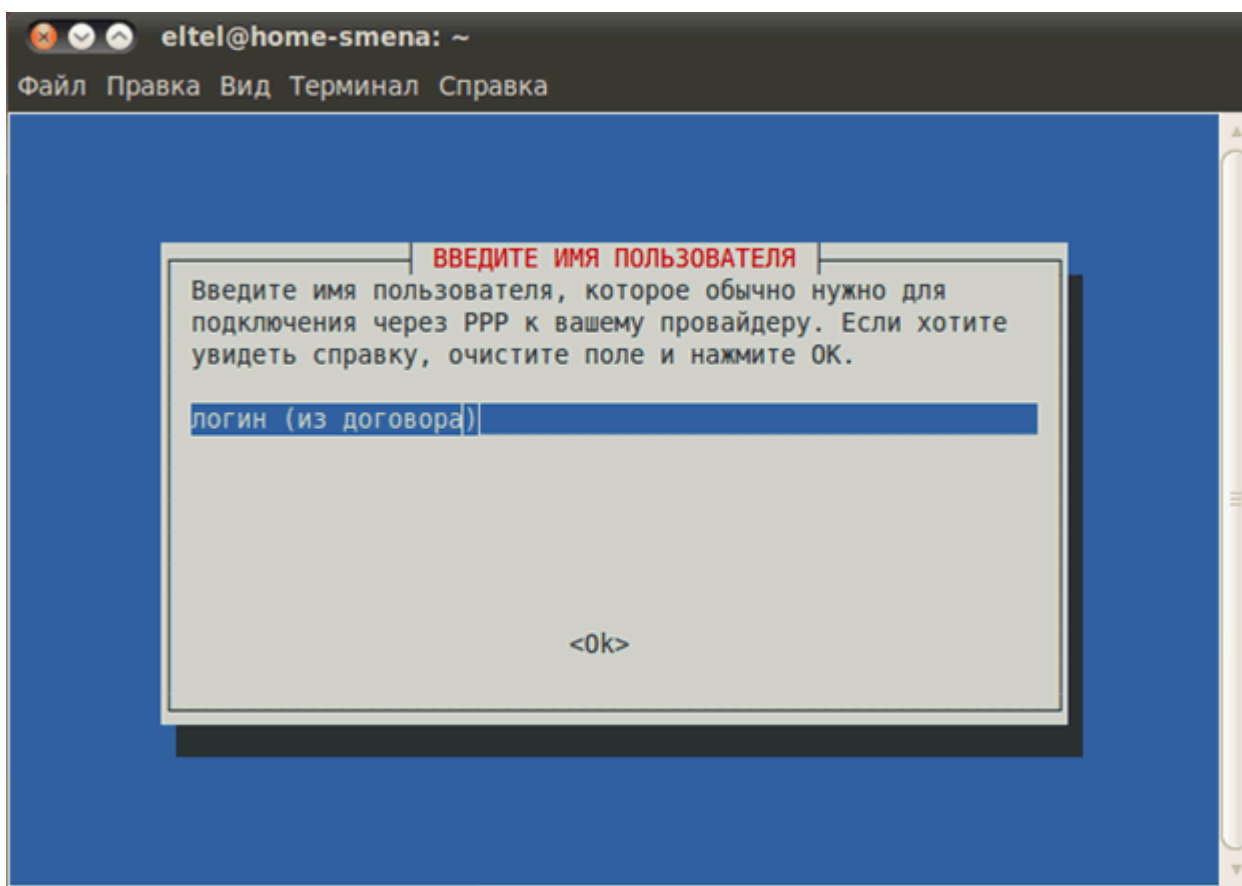 eltel@home-smena: ~
Файл Правка Вид Терминал Справка
ВВЕДИТЕ ИМЯ ПОЛЬЗОВАТЕЛЯ
Введите имя пользователя, которое обычно нужно для
подключения через PPP к вашему провайдеру. Если хотите
увидеть справку, очистите поле и нажмите OK.
логин (из договора)
<Ok>